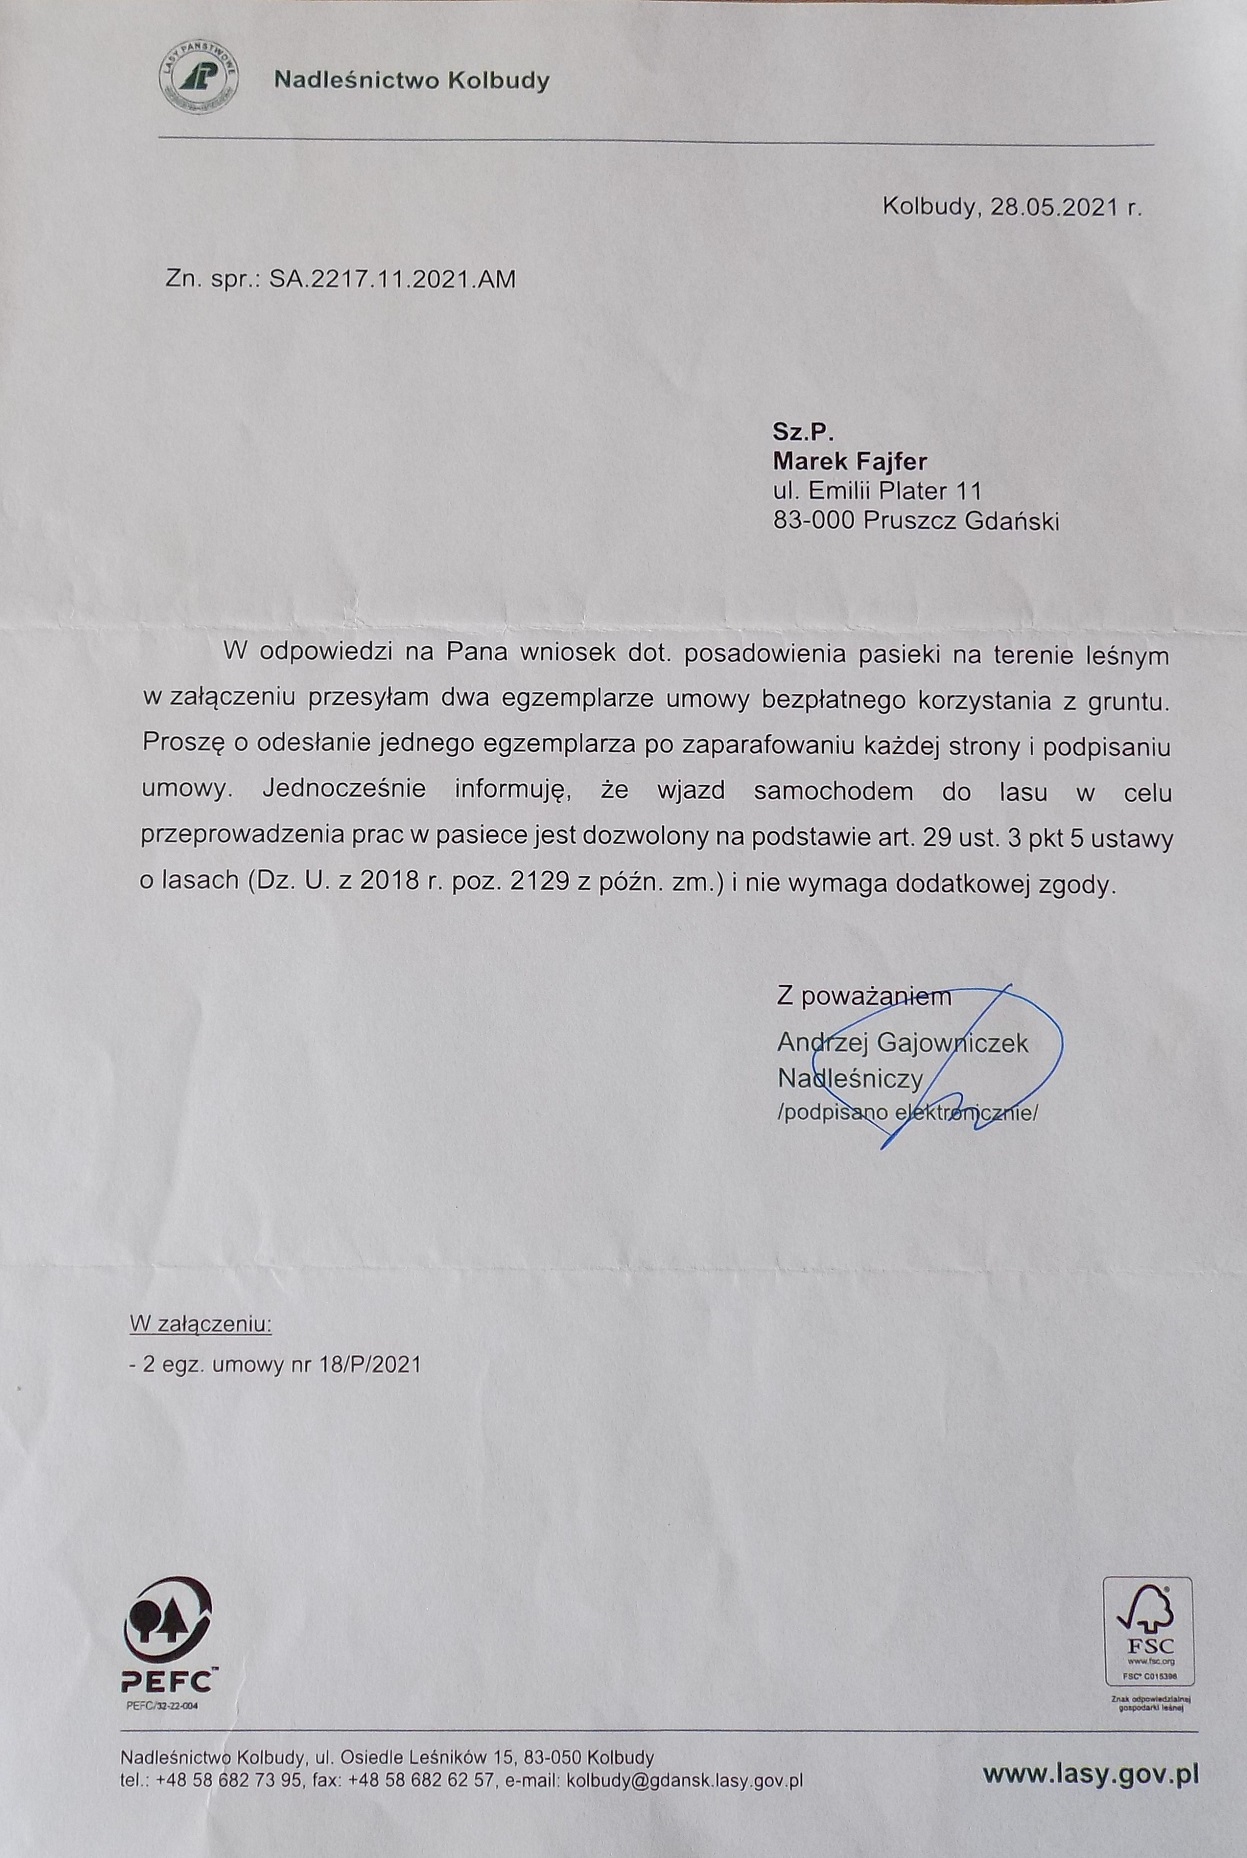 LASY PAŃSTWOWE
Nadleśnictwo Kolbudy
Kolbudy, 28.05.2021 r.
Zn. spr.: SA.2217.11.2021.AM
Sz.P.
Marek Fajfer
ul. Emilii Plater 11
83-000 Pruszcz Gdański
W odpowiedzi na Pana wniosek dot. posadowienia pasieki na terenie leśnym
w załączeniu przesyłam dwa egzemplarze umowy bezpłatnego korzystania z gruntu.
Proszę o odesłanie jednego egzemplarza po zaparafowaniu każdej strony i podpisaniu
umowy. Jednocześnie informuję, że wjazd samochodem do lasu w celu
przeprowadzenia prac w pasiece jest dozwolony na podstawie art. 29 ust. 3 pkt 5 ustawy
o lasach (Dz. U. z 2018 r. poz. 2129 z późn. zm.) i nie wymaga dodatkowej zgody.
Z poważaniem
Andrzej Gajowniczek
Nadleśniczy
/podpisano elektronicznie/
W załączeniu:
- 2 egz. umowy nr 18/P/2021
PEFC™
PEFC/32-22-004
FSC
www.fsc.org
FSC® C015396
Znak odpowiedzialnej
gospodarki leśnej
Nadleśnictwo Kolbudy, ul. Osiedle Leśników 15, 83-050 Kolbudy
tel.: +48 58 682 73 95, fax: +48 58 682 62 57, e-mail: kolbudy@gdansk.lasy.gov.pl
www.lasy.gov.pl